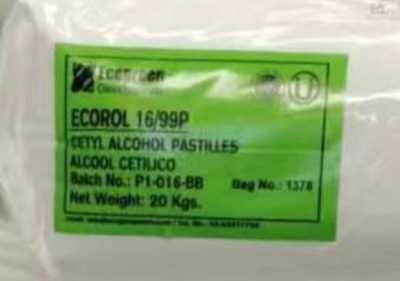 Ecogreen
ECOROL 16/99P
CETYL ALCOHOL PASTILLES
ALCOOL CETILICO
Batch No.: P1-016-BB Bag No.: 1378
Net Weight: 20 Kgs.